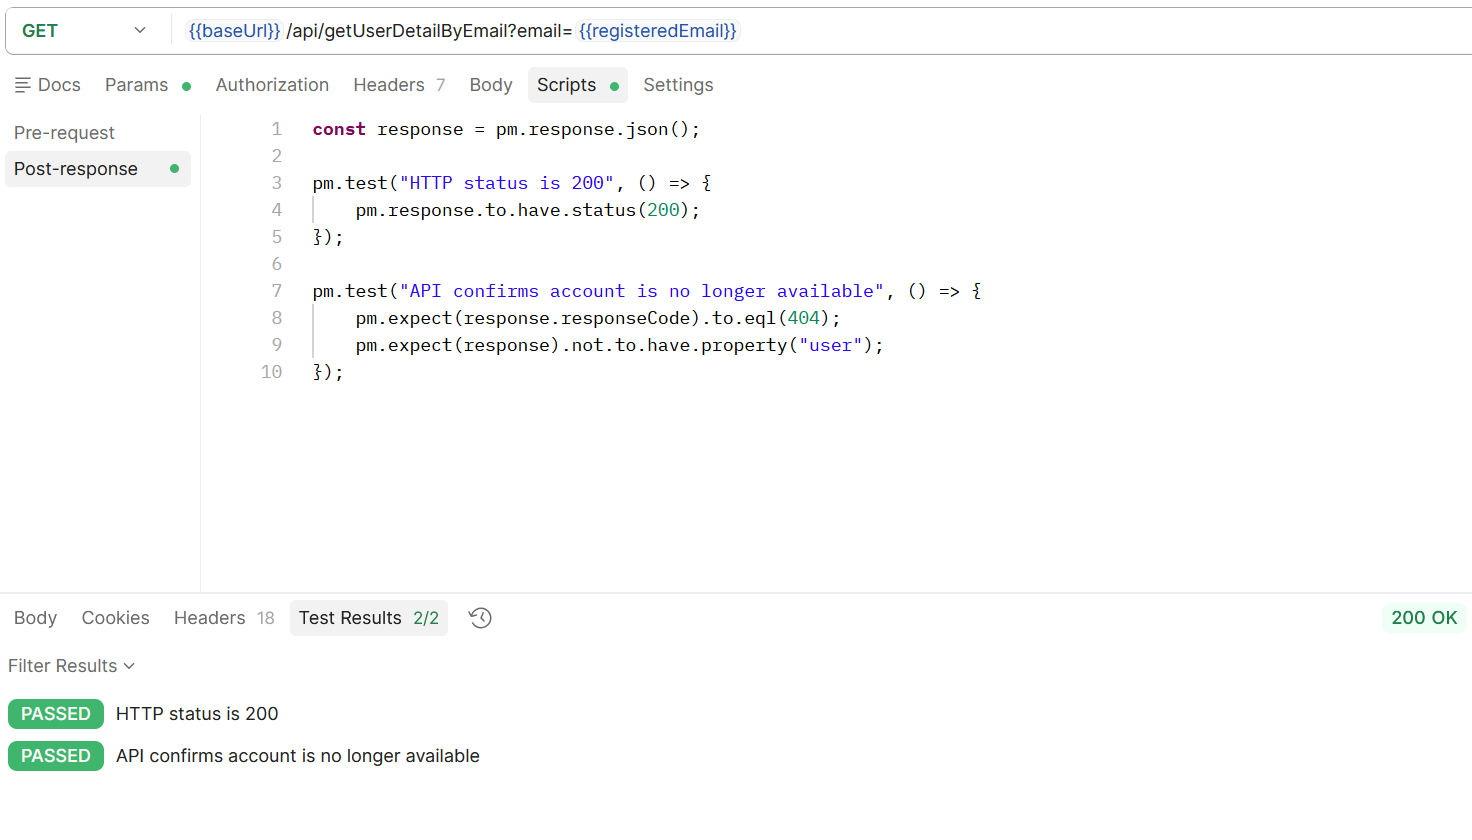 GET {{baseUrl}} /api/getUserDetailByEmail?email= {{registeredEmail}}
Docs Params Authorization Headers 7 Body Scripts Settings
Pre-request
Post-response
1 const response = pm.response.json();
2
3 pm.test("HTTP status is 200", () => {
4 pm.response.to.have.status(200);
5 });
6
7 pm.test("API confirms account is no longer available", () => {
8 pm.expect(response.responseCode).to.eql(404);
9 pm.expect(response).not.to.have.property("user");
10 });
Body Cookies Headers 18 Test Results 2/2 200 OK
Filter Results
PASSED HTTP status is 200
PASSED API confirms account is no longer available